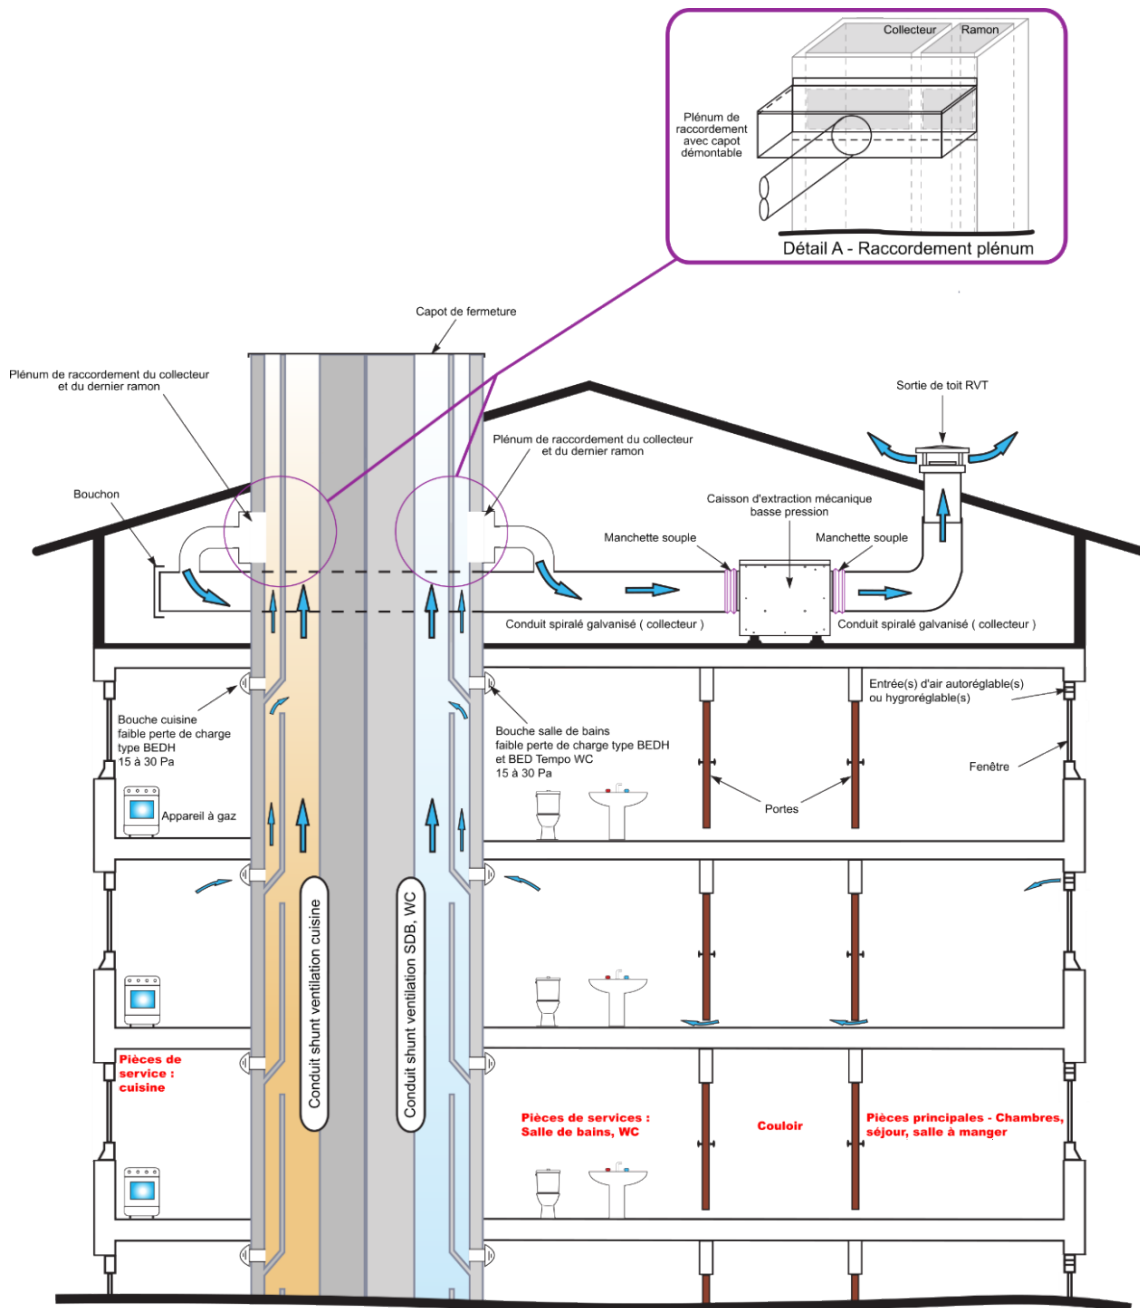 Collecteur
Ramon
Plénum de
raccordement
avec capot
démontable
Détail A - Raccordement plénum
Capot de fermeture
Plénum de raccordement du collecteur
et du dernier ramon
Sortie de toit RVT
Plénum de raccordement du collecteur
et du dernier ramon
Bouchon
Caisson d'extraction mécanique
basse pression
Manchette souple
Manchette souple
Conduit spiralé galvanisé ( collecteur )
Conduit spiralé galvanisé ( collecteur )
Entrée(s) d'air autoréglable(s)
ou hygroréglable(s)
Bouche cuisine
faible perte de charge
type BEDH
15 à 30 Pa
Bouche salle de bains
faible perte de charge type BEDH
et BED Tempo WC
15 à 30 Pa
Fenêtre
Portes
Appareil à gaz
Conduit shunt ventilation cuisine
Conduit shunt ventilation SDB, WC
Pièces de
service :
cuisine
Pièces de services :
Salle de bains, WC
Couloir
Pièces principales - Chambres,
séjour, salle à manger